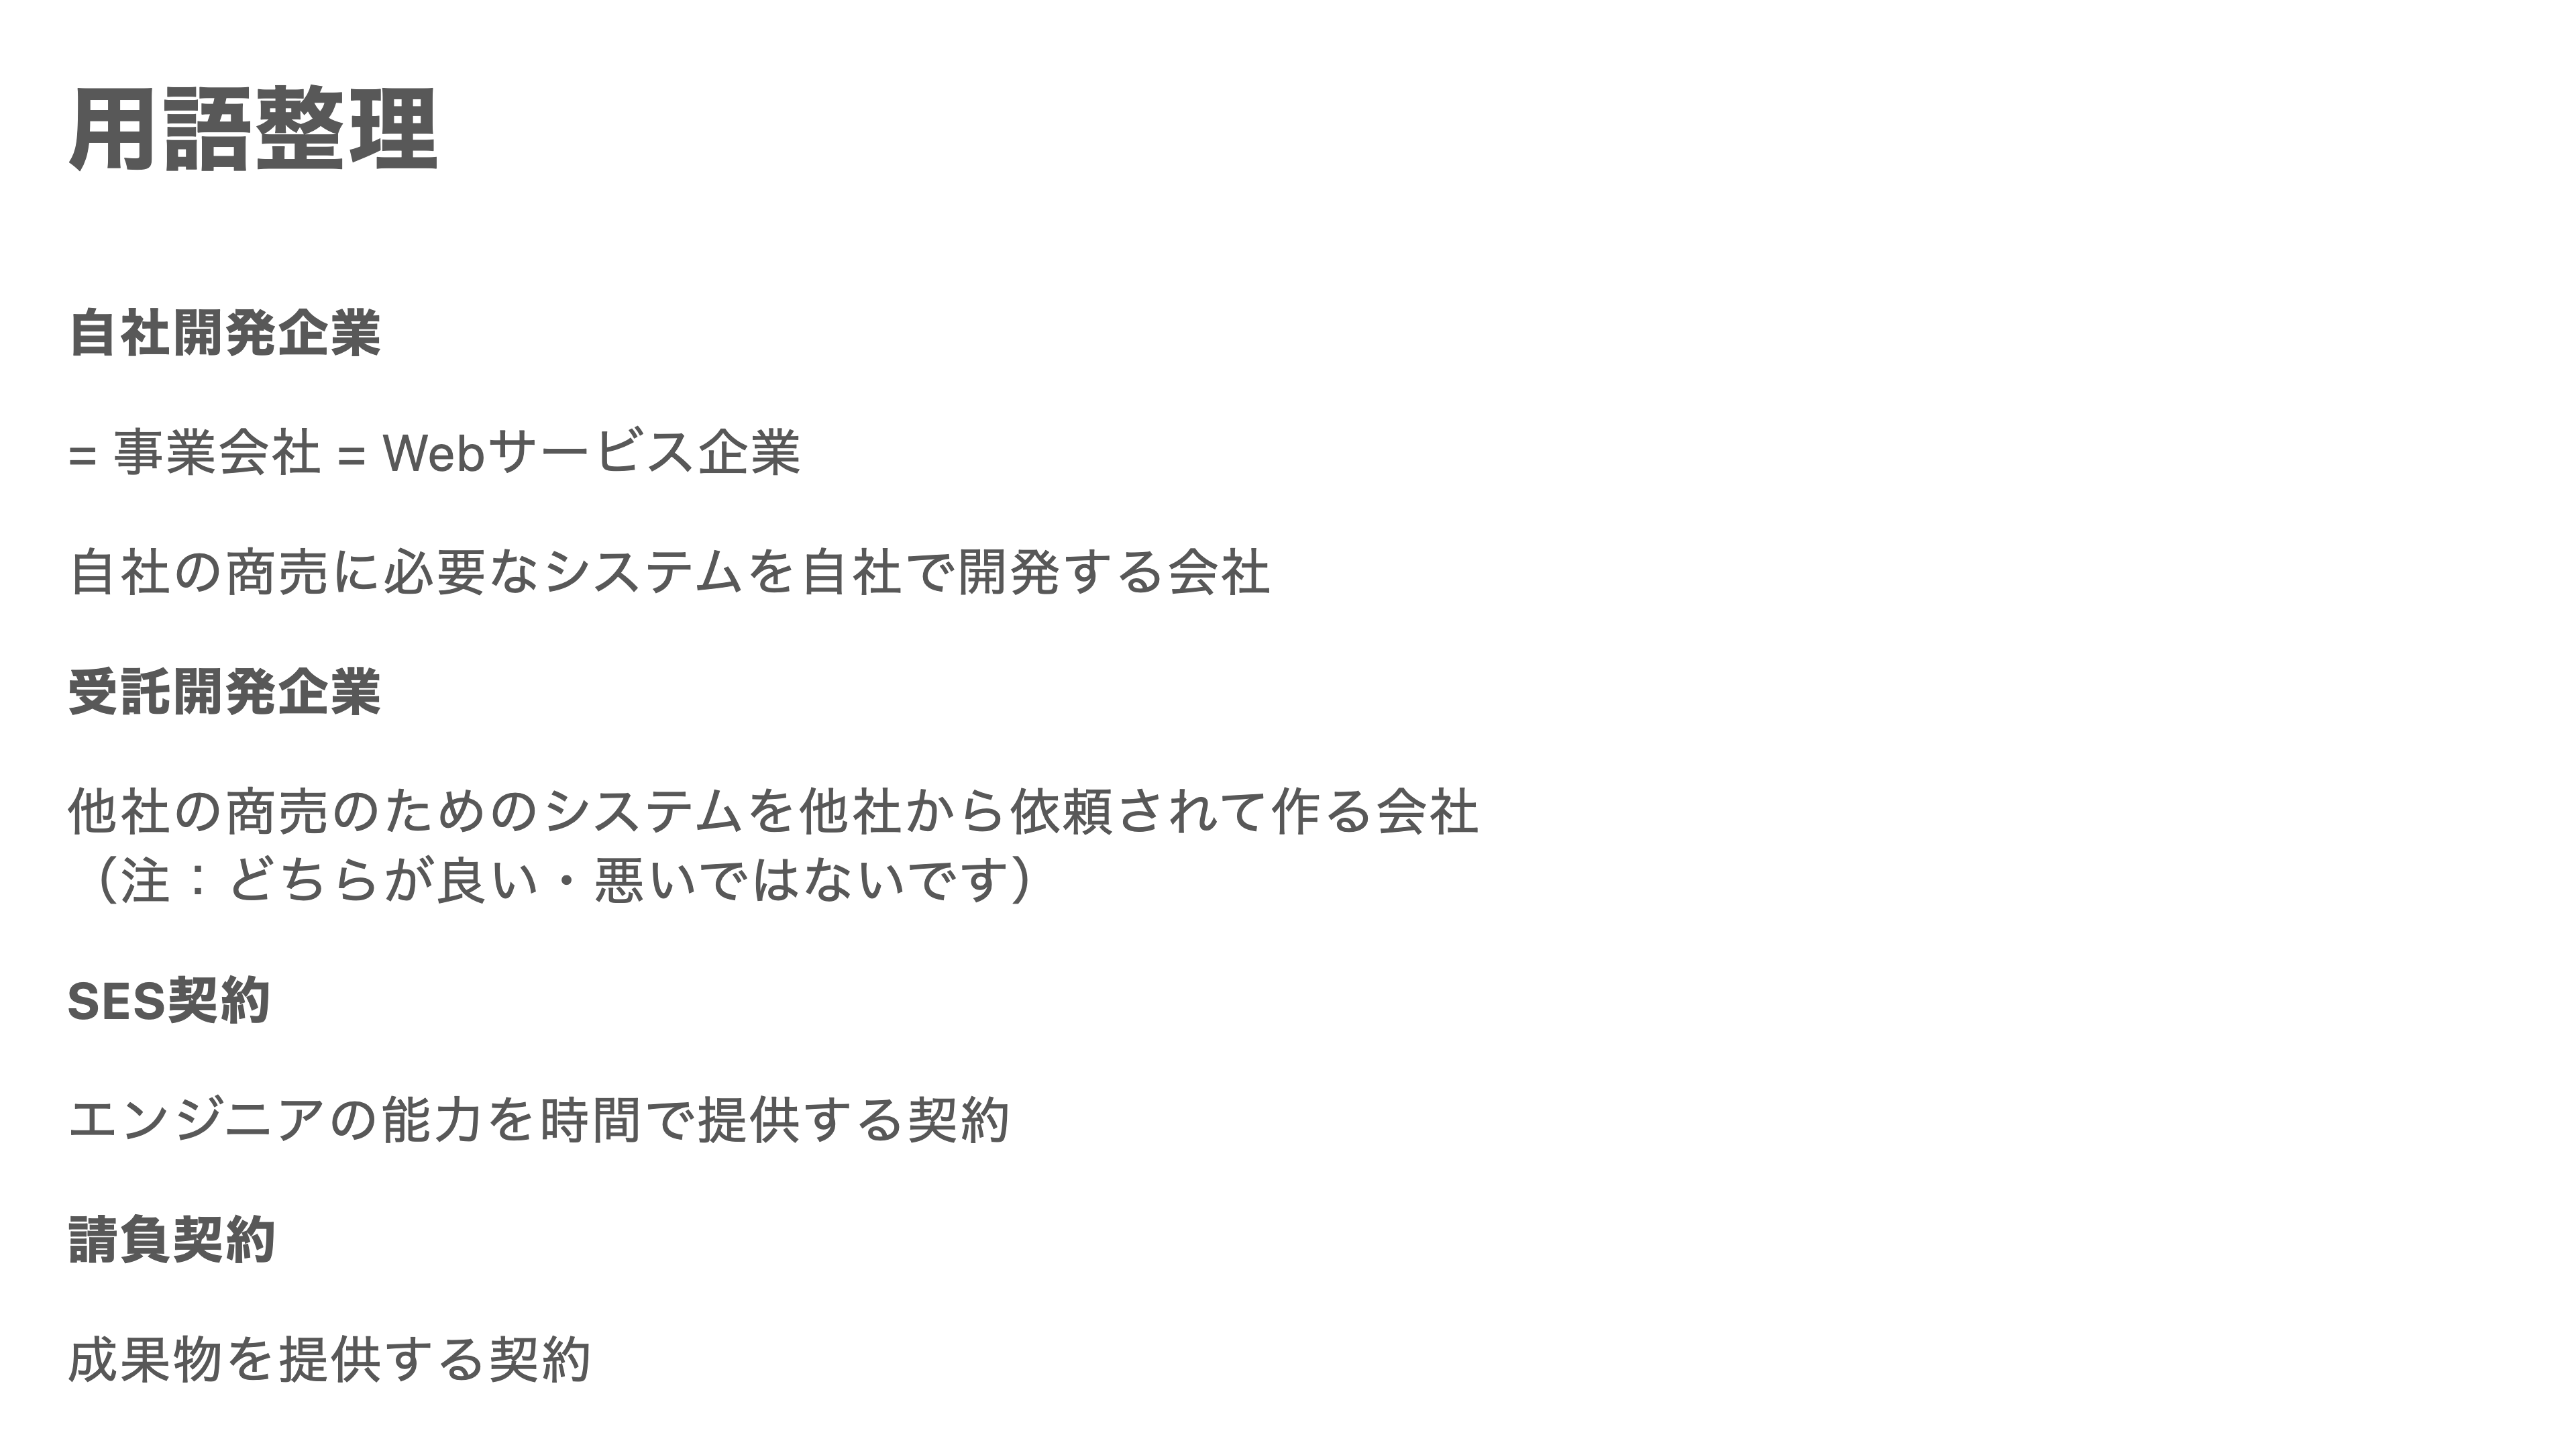 用語整理
自社開発企業
= 事業会社 = Webサービス企業
自社の商売に必要なシステムを自社で開発する会社
受託開発企業
他社の商売のためのシステムを他社から依頼されて作る会社
（注：どちらが良い・悪いではないです）
SES契約
エンジニアの能力を時間で提供する契約
請負契約
成果物を提供する契約